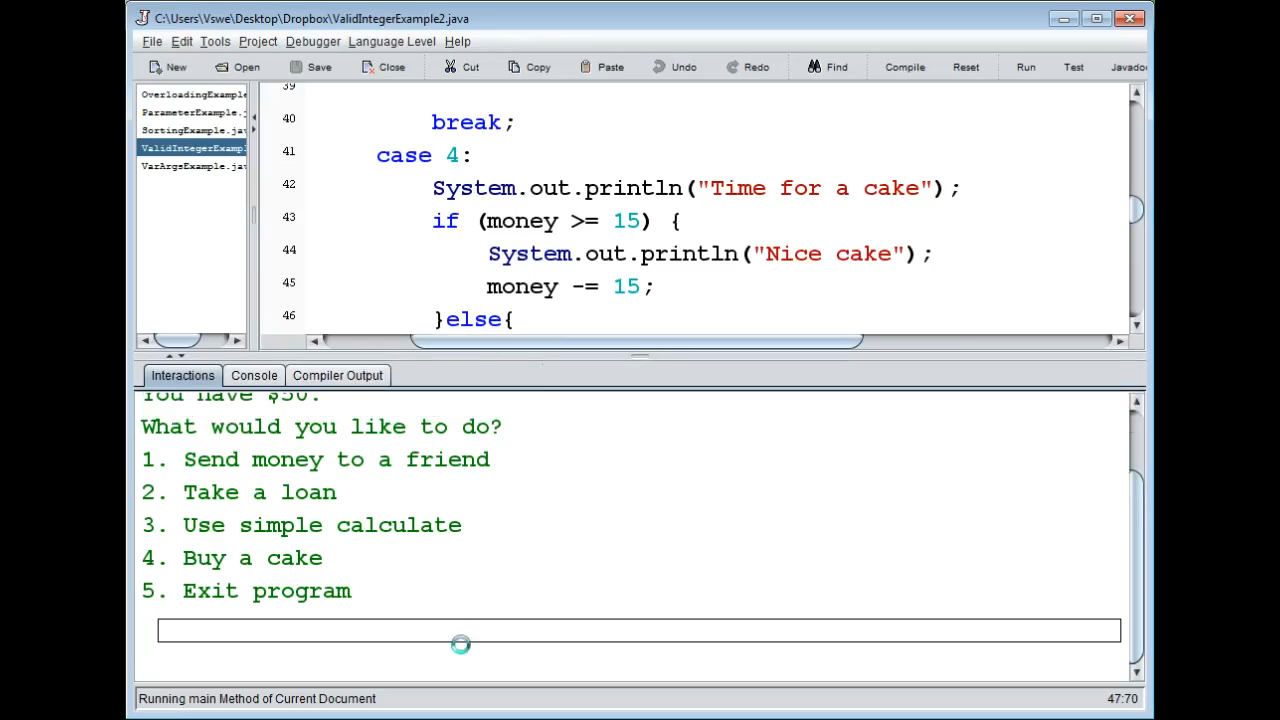 C:\Users\Vswe\Desktop\Dropbox\ValidIntegerExample2.java
File Edit Tools Project Debugger Language Level Help
New Open Save Close Cut Copy Paste Undo Redo Find Compile Reset Run Test Javadoc
OverloadingExample
ParameterExample.j
SortingExample.jav
ValidIntegerExampl
VarArgsExample.jav
39
40 break;
41 case 4:
42 System.out.println("Time for a cake");
43 if (money >= 15) {
44 System.out.println("Nice cake");
45 money -= 15;
46 }else{
Interactions Console Compiler Output
You have $50.
What would you like to do?
1. Send money to a friend
2. Take a loan
3. Use simple calculate
4. Buy a cake
5. Exit program
Running main Method of Current Document 47:70